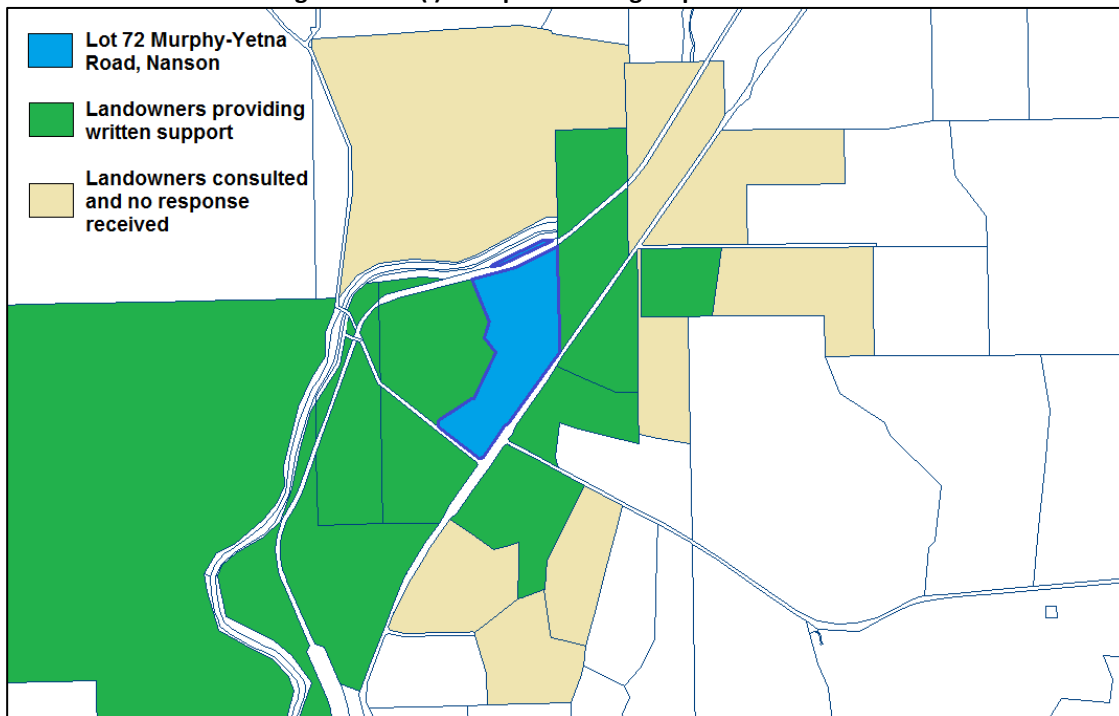 Lot 72 Murphy-Yetna
Road, Nanson
Landowners providing
written support
Landowners consulted
and no response
received